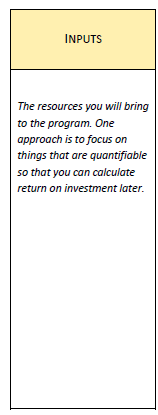 INPUTS
The resources you will bring
to the program. One
approach is to focus on
things that are quantifiable
so that you can calculate
return on investment later.